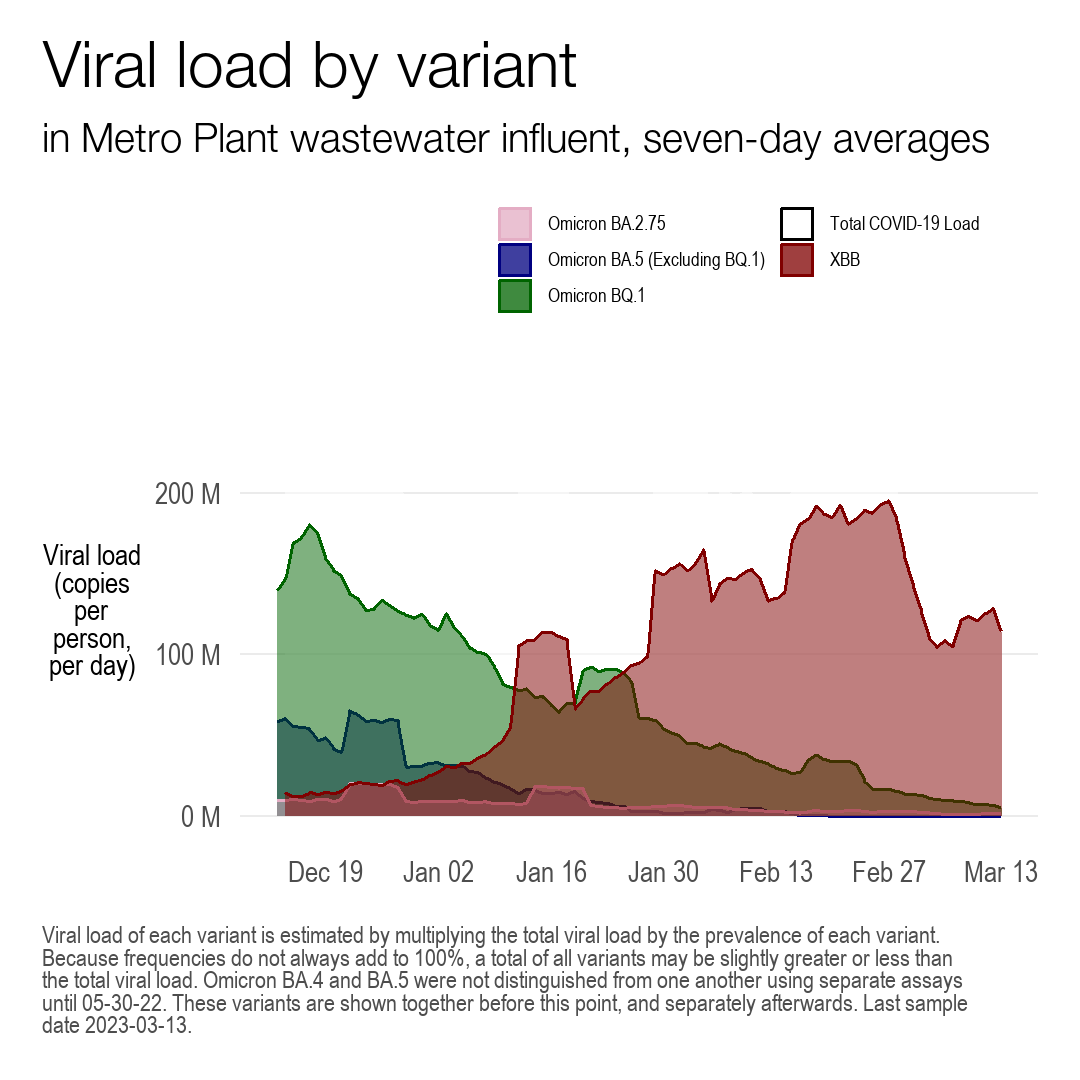 Viral load by variant
in Metro Plant wastewater influent, seven-day averages
Omicron BA.2.75
Omicron BA.5 (Excluding BQ.1)
Omicron BQ.1
Total COVID-19 Load
XBB
Viral load
(copies
per
person,
per day)
200 M
100 M
0 M
Dec 19 Jan 02 Jan 16 Jan 30 Feb 13 Feb 27 Mar 13
Viral load of each variant is estimated by multiplying the total viral load by the prevalence of each variant.
Because frequencies do not always add to 100%, a total of all variants may be slightly greater or less than
the total viral load. Omicron BA.4 and BA.5 were not distinguished from one another using separate assays
until 05-30-22. These variants are shown together before this point, and separately afterwards. Last sample
date 2023-03-13.